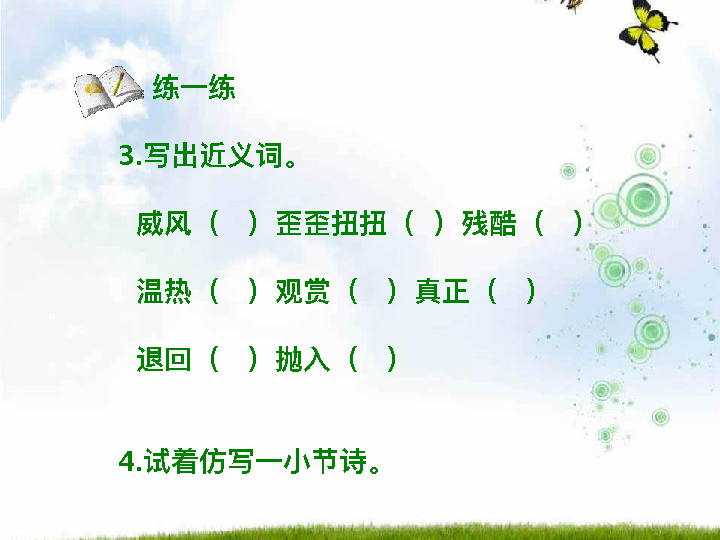 练一练
3.写出近义词。
威风（ ）歪歪扭扭（ ）残酷（ ）
温热（ ）观赏（ ）真正（ ）
退回（ ）抛入（ ）
4.试着仿写一小节诗。